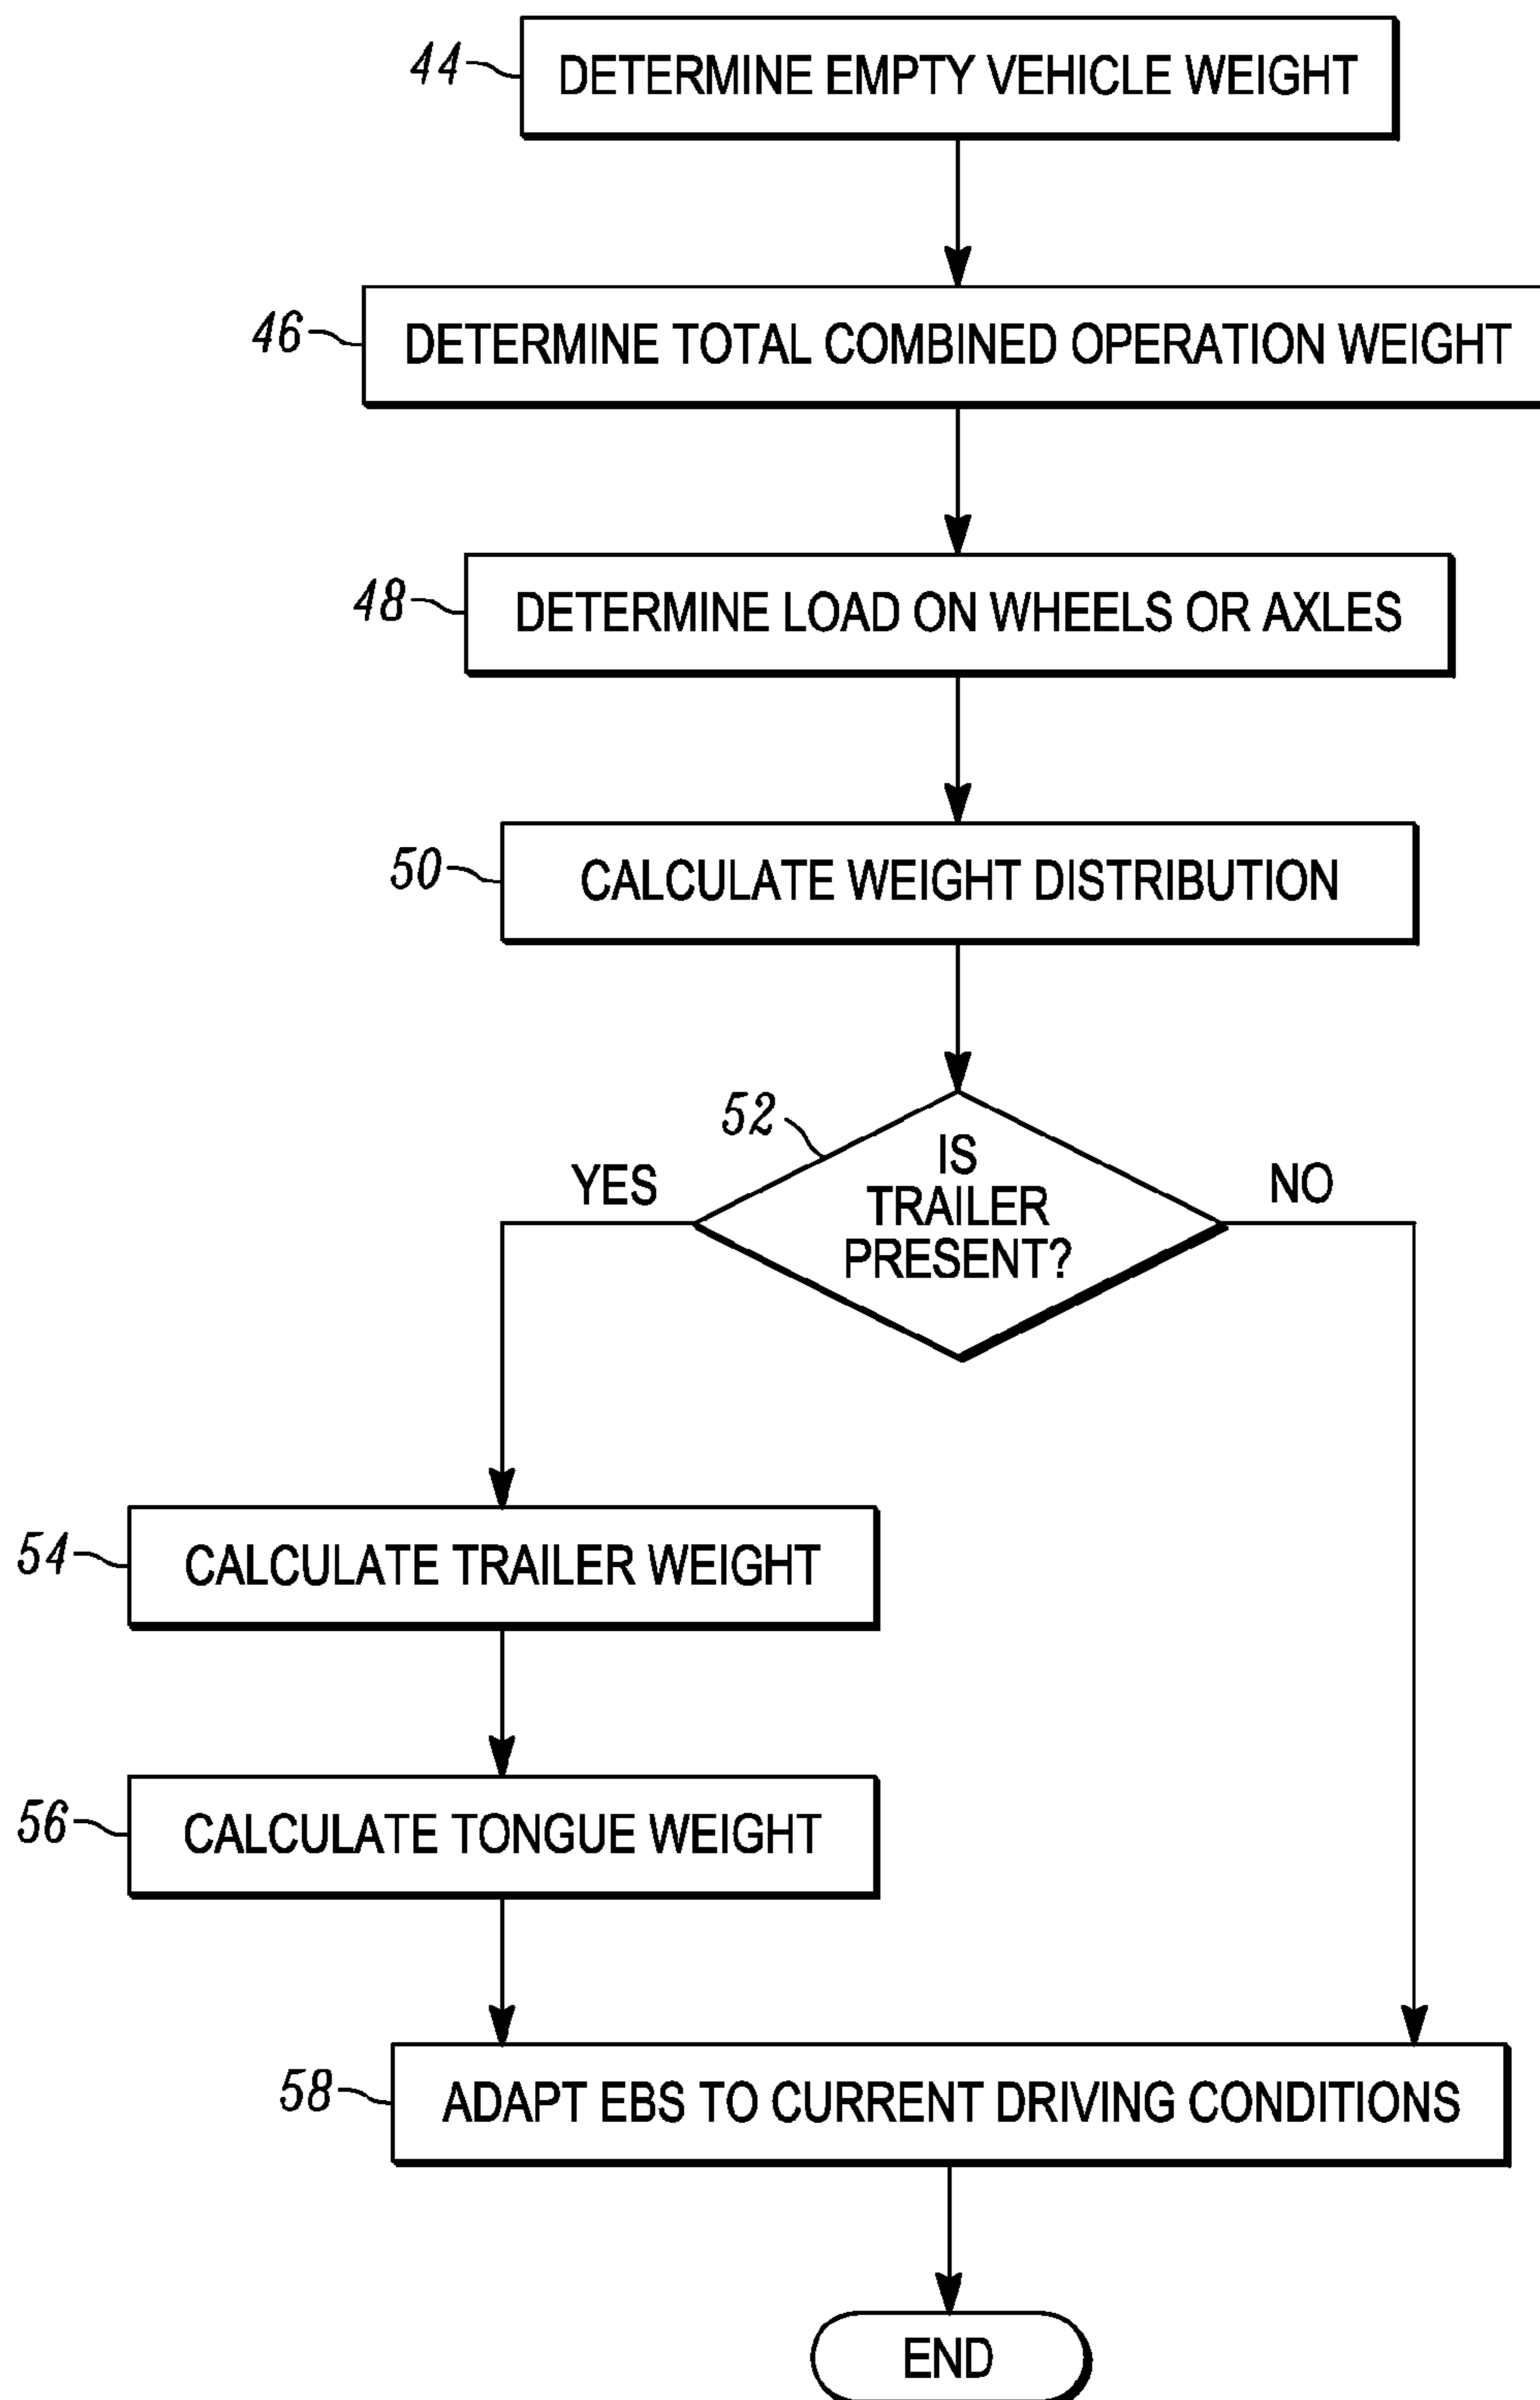 44 DETERMINE EMPTY VEHICLE WEIGHT
46 DETERMINE TOTAL COMBINED OPERATION WEIGHT
48 DETERMINE LOAD ON WHEELS OR AXLES
50 CALCULATE WEIGHT DISTRIBUTION
52
IS
TRAILER
PRESENT?
YES
NO
54 CALCULATE TRAILER WEIGHT
56 CALCULATE TONGUE WEIGHT
58 ADAPT EBS TO CURRENT DRIVING CONDITIONS
END